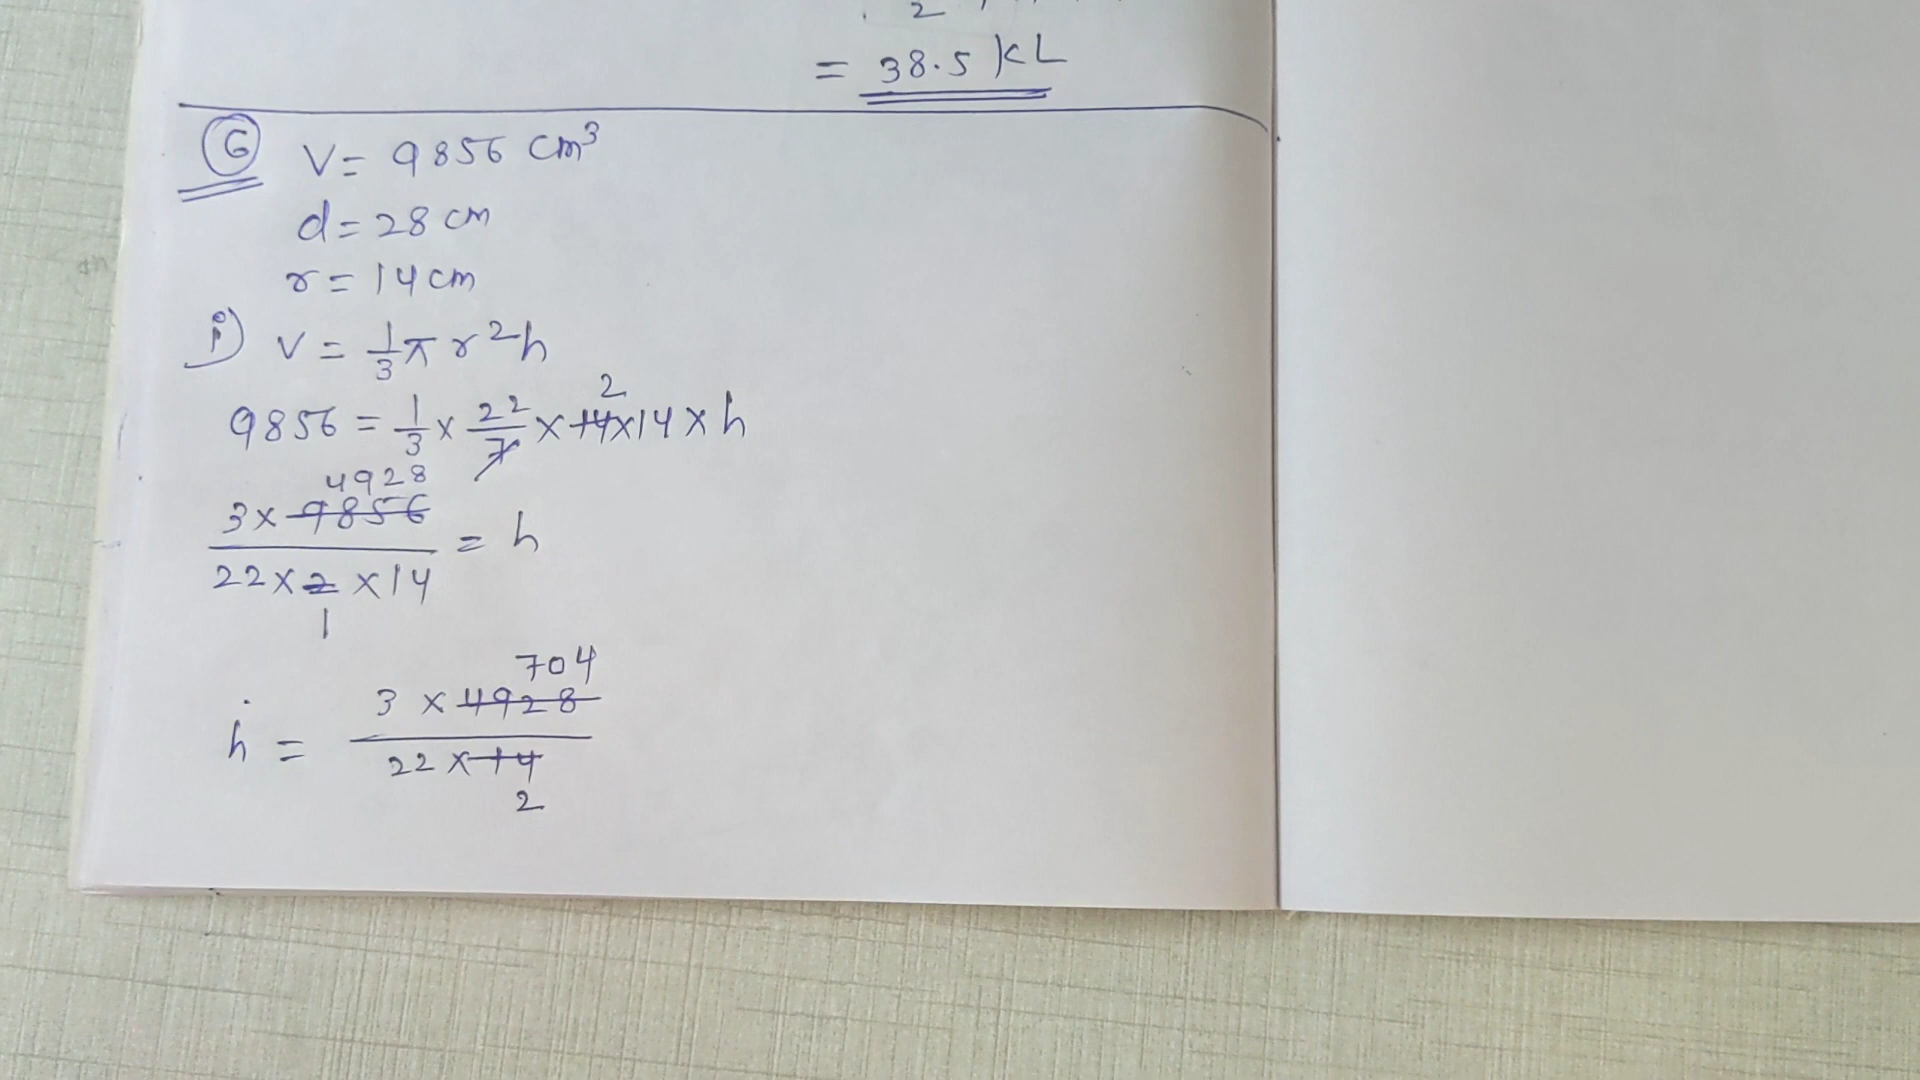 2
= 38.5 KL
6 V = 9856 cm³
d = 28 cm
r = 14 cm
i) V = 1/3 π r² h
2
9856 = 1/3 × 22/7 × 14 × 14 × h
4928
3 × 9856
= h
22 × 2 × 14
1
704
3 × 4928
h =
22 × 14
2